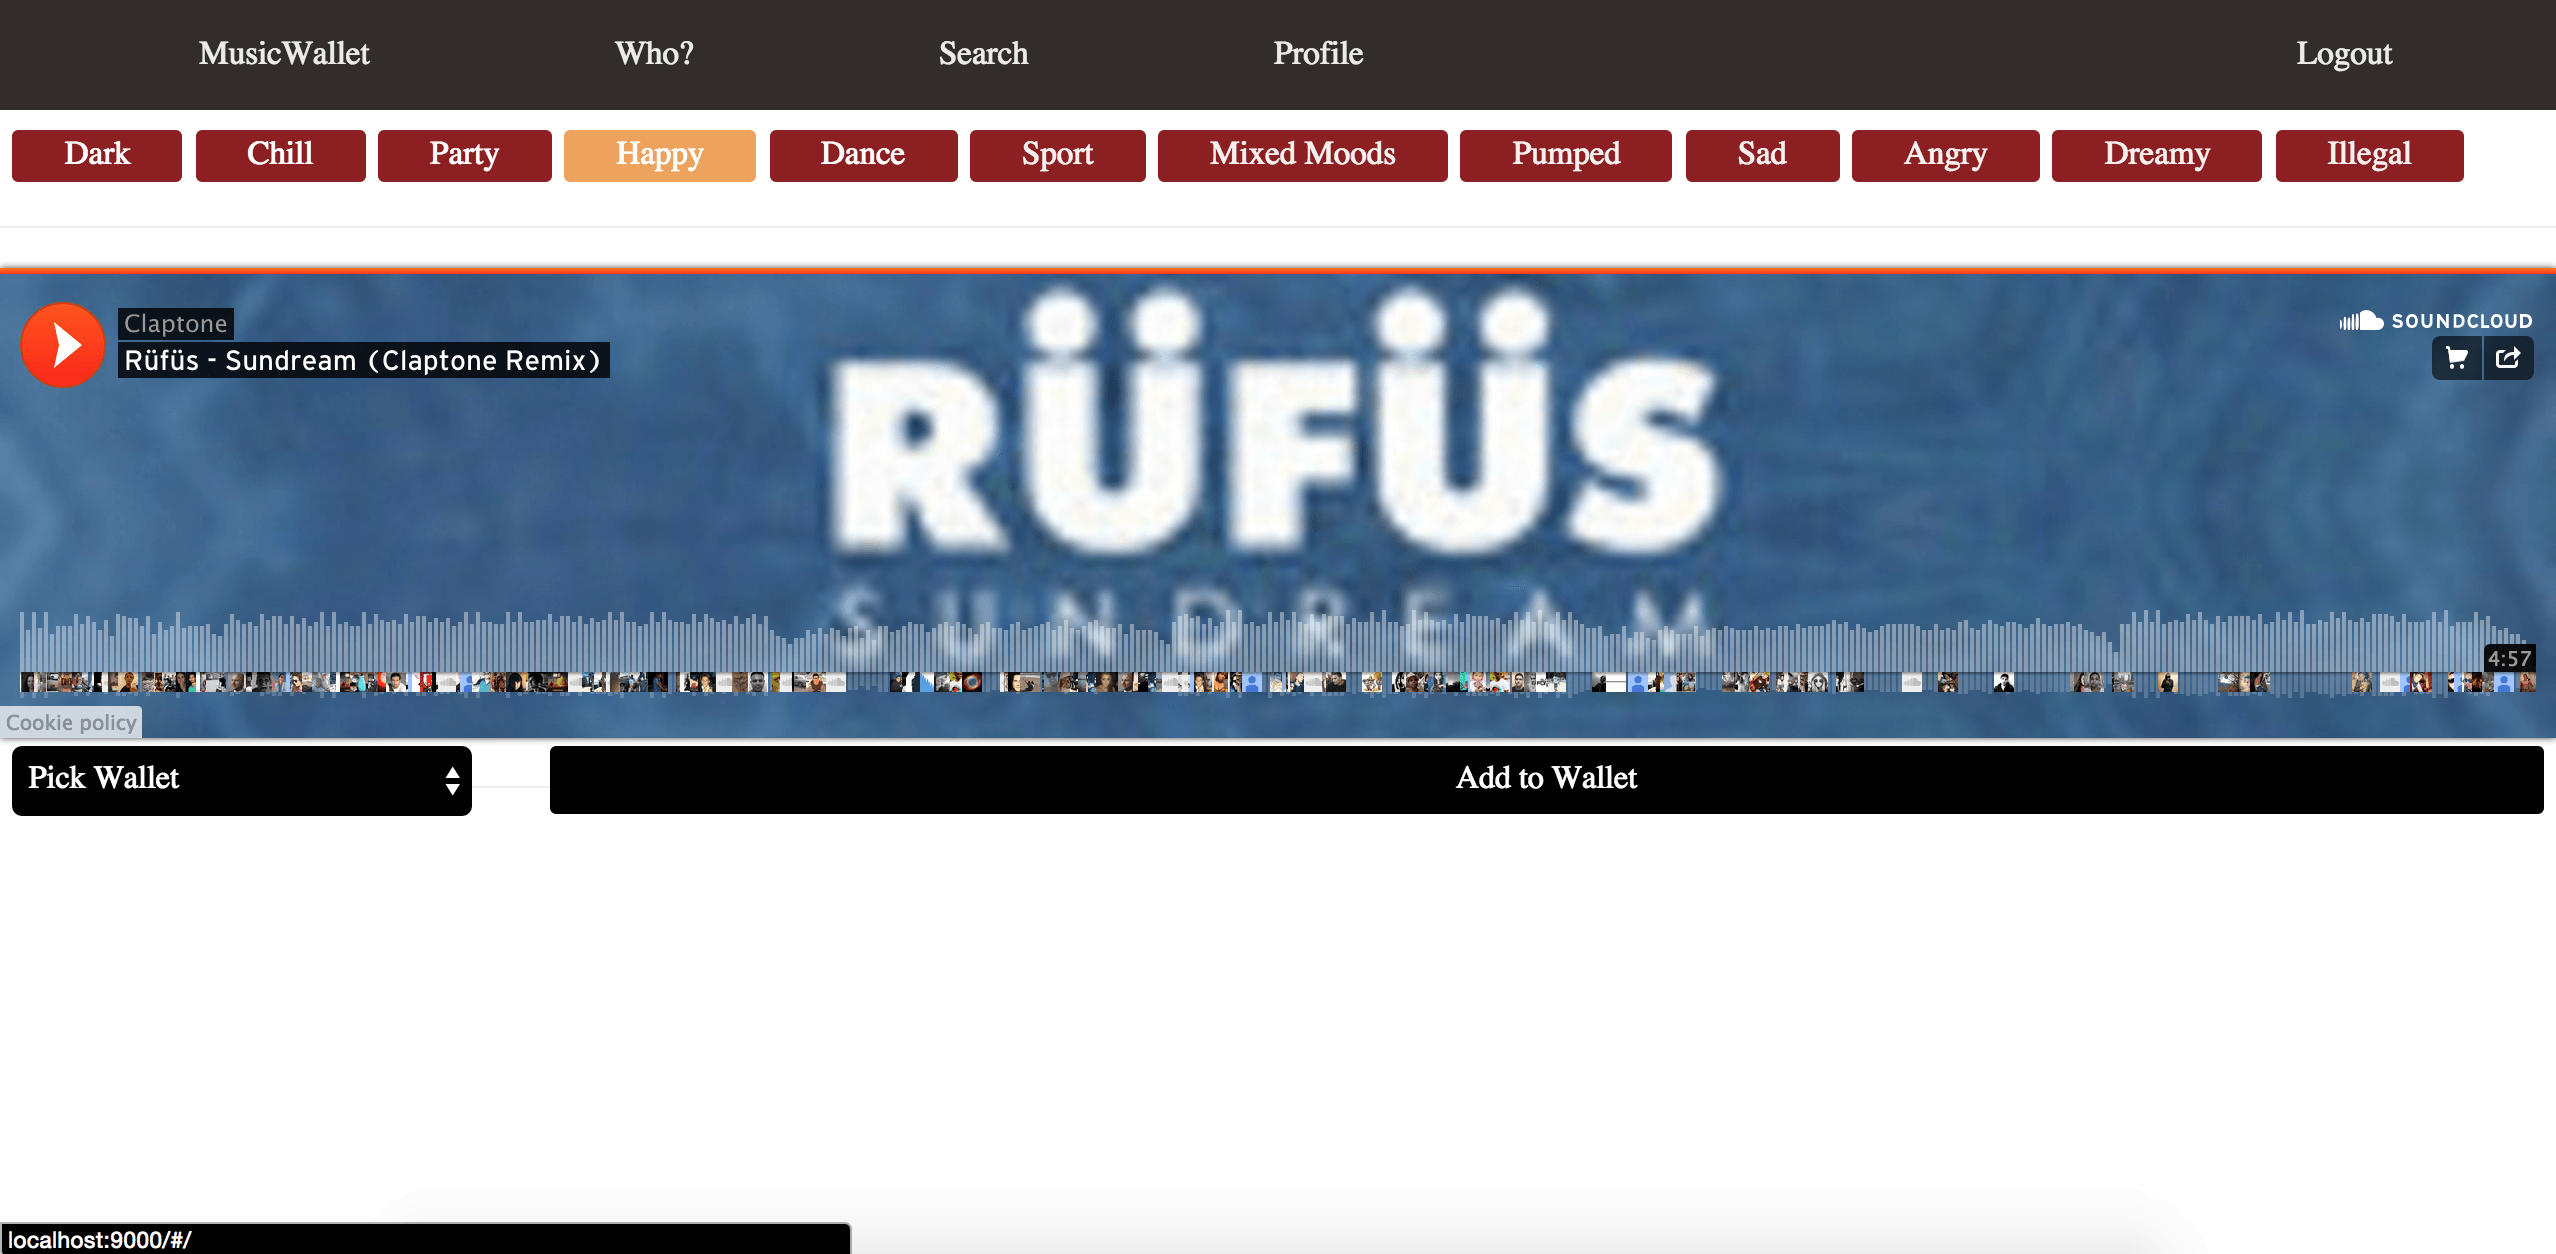 MusicWallet Who? Search Profile Logout
Dark Chill Party Happy Dance Sport Mixed Moods Pumped Sad Angry Dreamy Illegal
Claptone
Rüfüs - Sundream (Claptone Remix)
SOUNDCLOUD
RÜFÜS
SUNDREAM
4:57
Cookie policy
Pick Wallet Add to Wallet
localhost:9000/#/